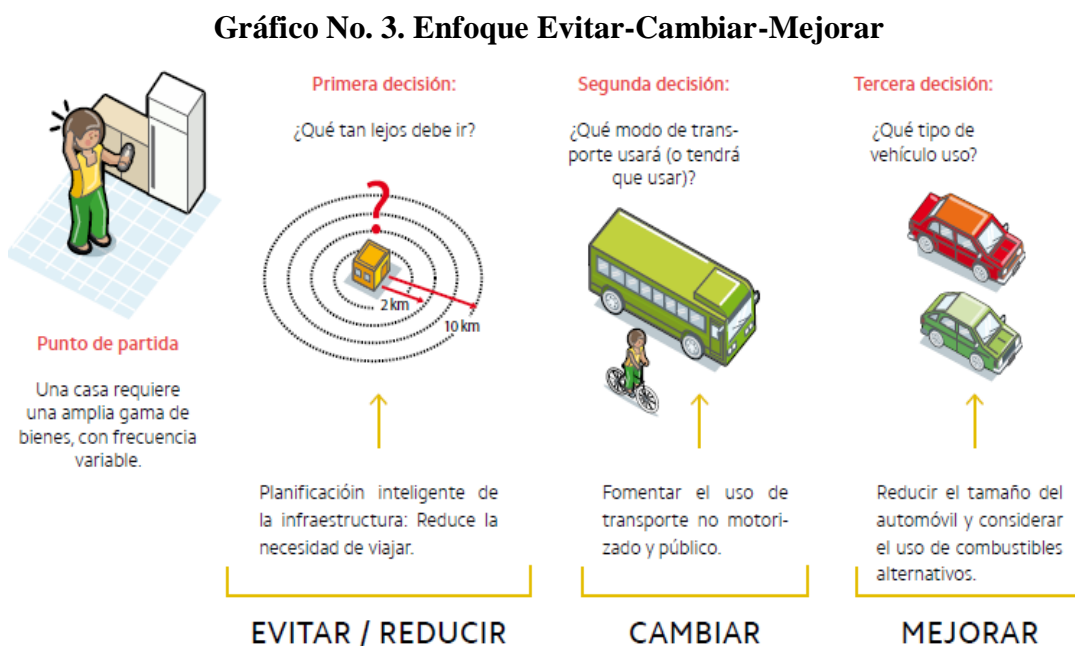 Gráfico No. 3. Enfoque Evitar-Cambiar-Mejorar
Punto de partida
Una casa requiere
una amplia gama de
bienes, con frecuencia
variable.
Primera decisión:
¿Qué tan lejos debe ir?
?
2 km
10 km
Planificacióin inteligente de
la infraestructura: Reduce la
necesidad de viajar.
EVITAR / REDUCIR
Segunda decisión:
¿Qué modo de trans-
porte usará (o tendrá
que usar)?
Fomentar el uso de
transporte no motori-
zado y público.
CAMBIAR
Tercera decisión:
¿Qué tipo de
vehículo uso?
Reducir el tamaño del
automóvil y considerar
el uso de combustibles
alternativos.
MEJORAR